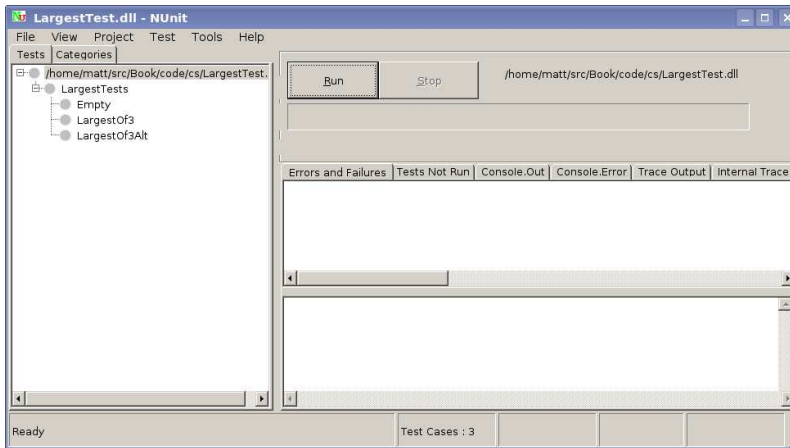 LargestTest.dll - NUnit
File View Project Test Tools Help
Tests Categories
/home/matt/src/Book/code/cs/LargestTest.
LargestTests
Empty
LargestOf3
LargestOf3Alt
Run Stop /home/matt/src/Book/code/cs/LargestTest.dll
Errors and Failures Tests Not Run Console.Out Console.Error Trace Output Internal Trace
Ready Test Cases : 3